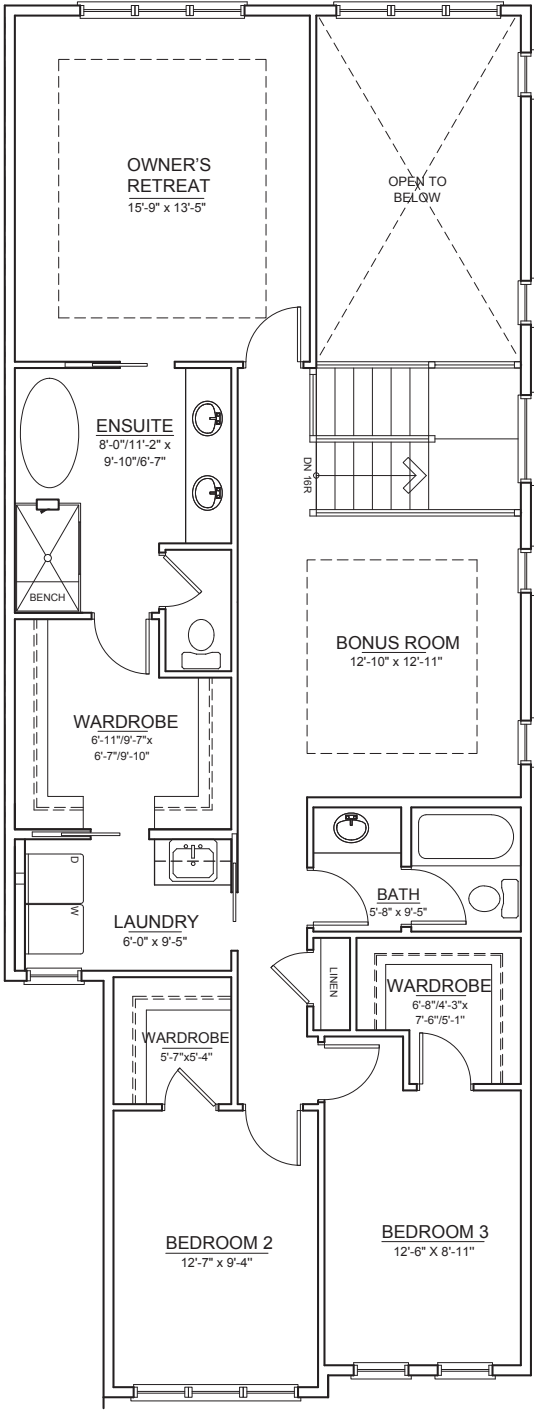 OWNER'S
RETREAT
15'-9" x 13'-5"
OPEN TO
BELOW
ENSUITE
8'-0"/11'-2" x
9'-10"/6'-7"
DN 16R
BENCH
BONUS ROOM
12'-10" x 12'-11"
WARDROBE
6'-11"/9'-7"x
6'-7"/9'-10"
D
W
LAUNDRY
6'-0" x 9'-5"
BATH
5'-8" x 9'-5"
LINEN
WARDROBE
6'-8"/4'-3"x
7'-6"/5'-1"
WARDROBE
5'-7"x5'-4"
BEDROOM 2
12'-7" x 9'-4"
BEDROOM 3
12'-6" X 8'-11"